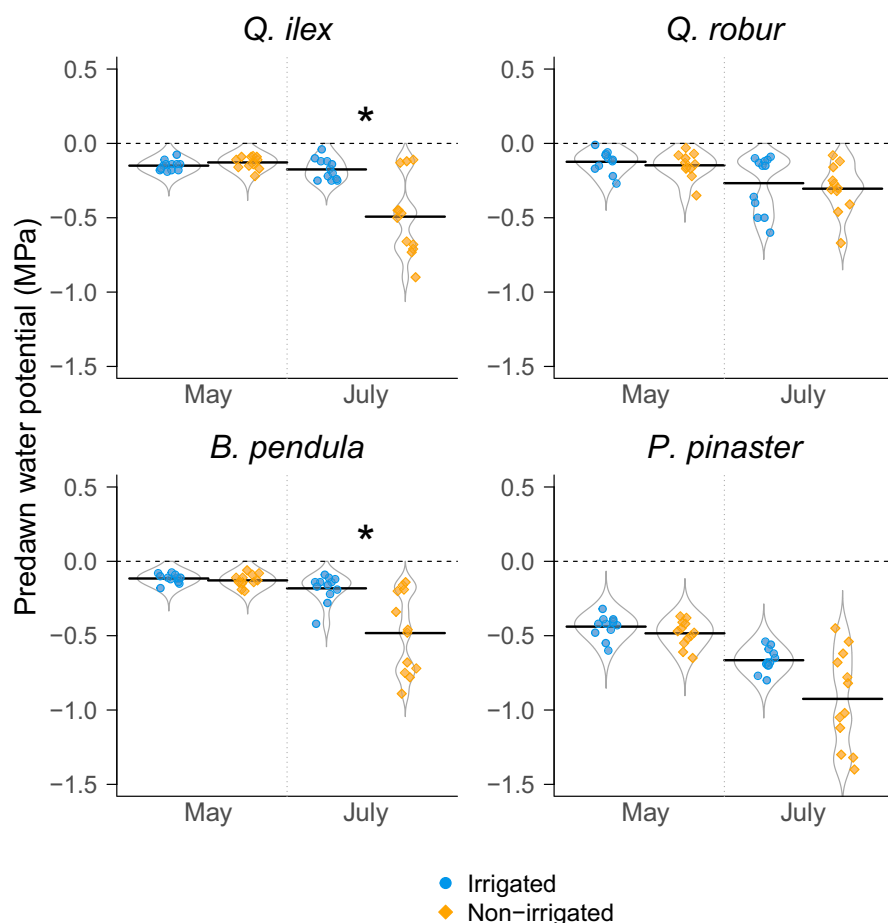 Q. ilex
Q. robur
0.5
0.0
−0.5
−1.0
−1.5
*
May
July
0.5
0.0
−0.5
−1.0
−1.5
May
July
Predawn water potential (MPa)
B. pendula
P. pinaster
0.5
0.0
−0.5
−1.0
−1.5
*
May
July
0.5
0.0
−0.5
−1.0
−1.5
May
July
Irrigated
Non−irrigated